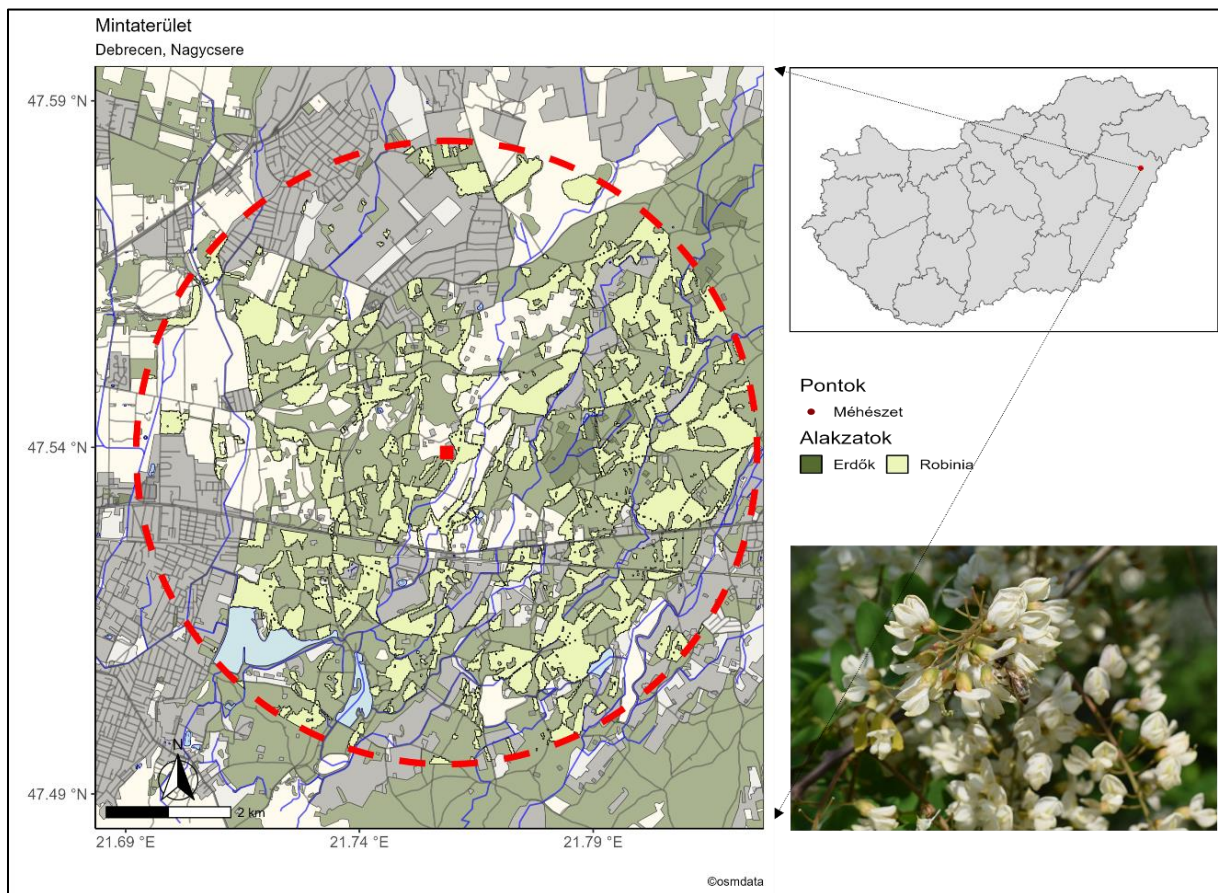 Mintaterület
Debrecen, Nagycsere
47.59 °N
47.54 °N
47.49 °N
N
2 km
21.69 °E
21.74 °E
21.79 °E
©osmdata
Pontok
Méhészet
Alakzatok
Erdők
Robinia